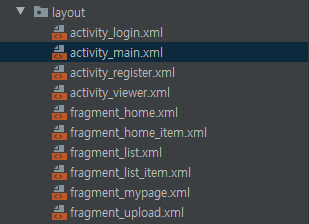 layout
activity_login.xml
activity_main.xml
activity_register.xml
activity_viewer.xml
fragment_home.xml
fragment_home_item.xml
fragment_list.xml
fragment_list_item.xml
fragment_mypage.xml
fragment_upload.xml